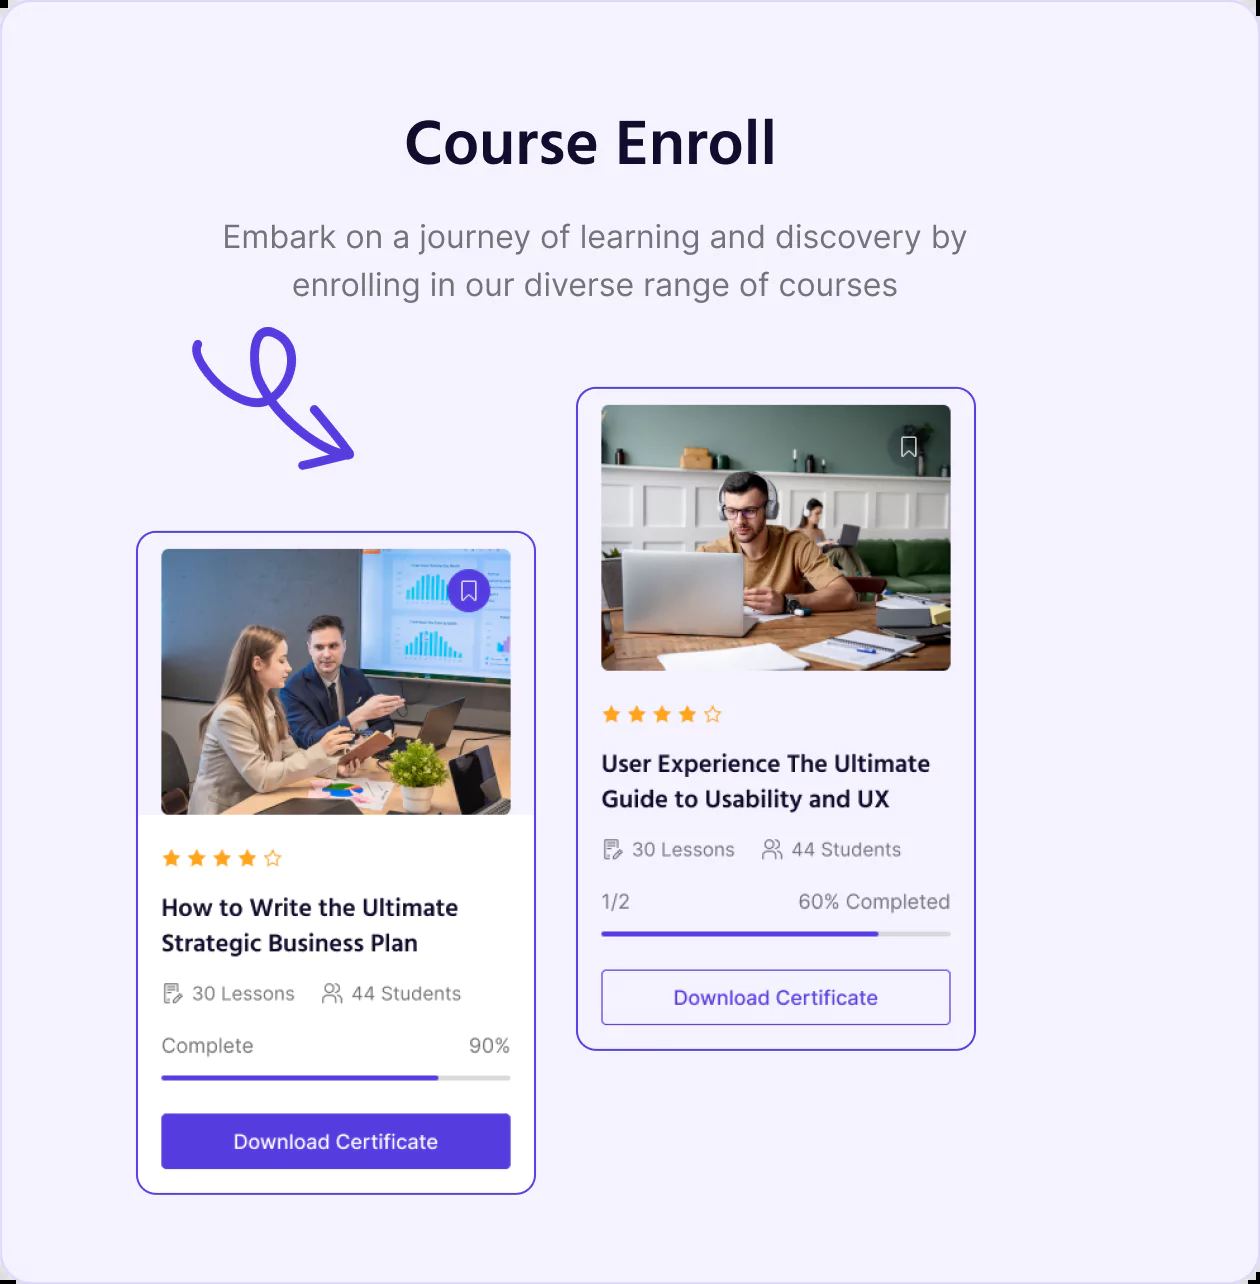 Course Enroll
Embark on a journey of learning and discovery by
enrolling in our diverse range of courses
How to Write the Ultimate
Strategic Business Plan
30 Lessons 44 Students
Complete 90%
Download Certificate
User Experience The Ultimate
Guide to Usability and UX
30 Lessons 44 Students
1/2 60% Completed
Download Certificate